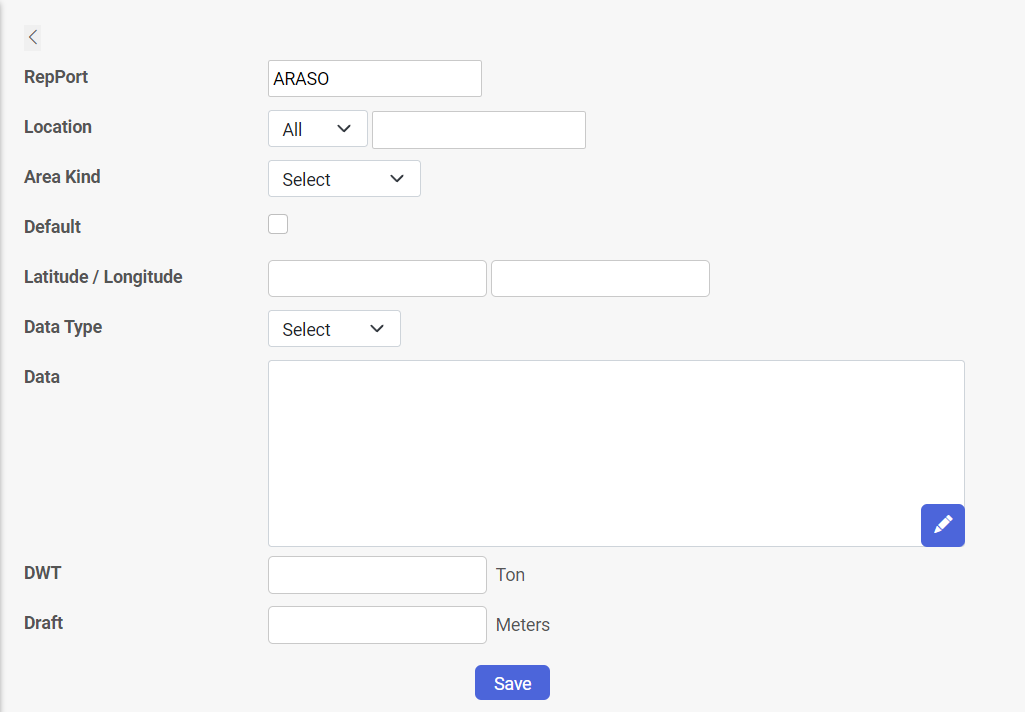 RepPort ARASO
Location All
Area Kind Select
Default
Latitude / Longitude
Data Type Select
Data
DWT Ton
Draft Meters
Save